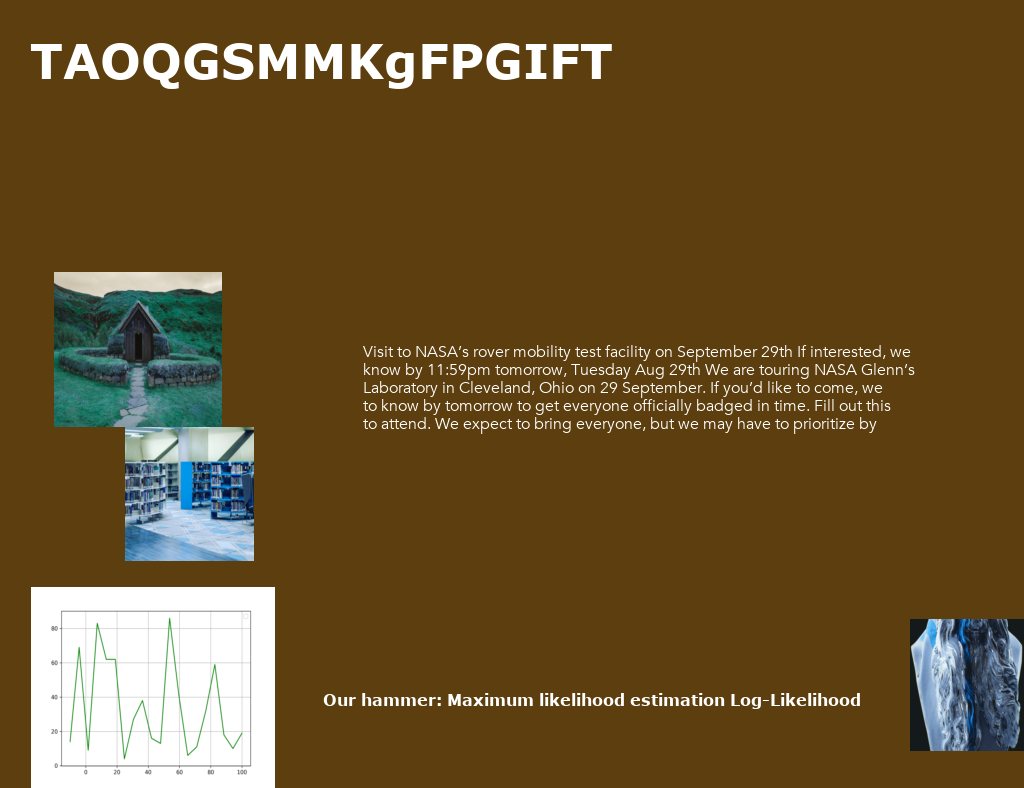 TAOQGSMMKgFPGIFT
Visit to NASA’s rover mobility test facility on September 29th If interested, we
know by 11:59pm tomorrow, Tuesday Aug 29th We are touring NASA Glenn’s
Laboratory in Cleveland, Ohio on 29 September. If you’d like to come, we
to know by tomorrow to get everyone officially badged in time. Fill out this
to attend. We expect to bring everyone, but we may have to prioritize by
80
60
40
20
0
0 20 40 60 80 100
Our hammer: Maximum likelihood estimation Log-Likelihood